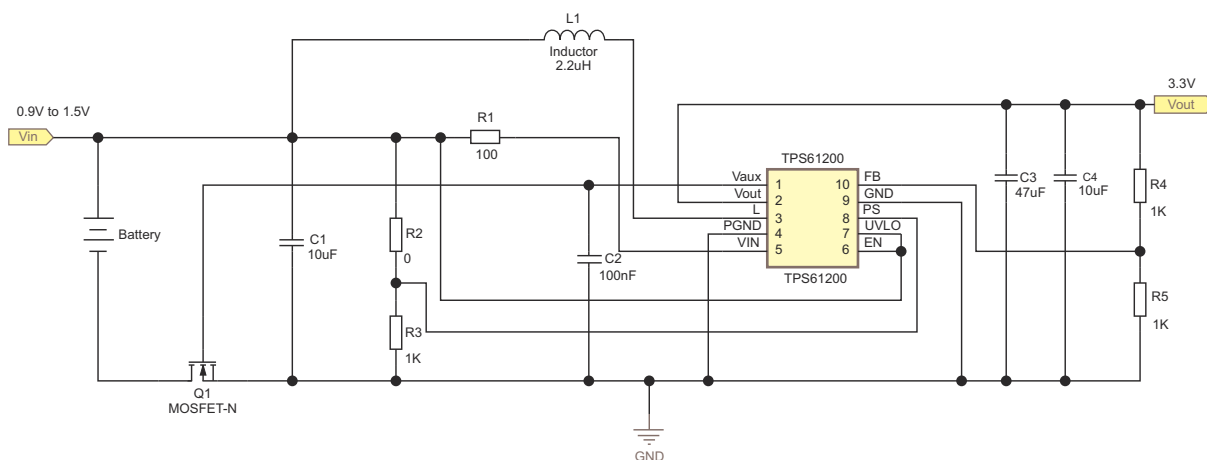 L1
Inductor
2.2uH
0.9V to 1.5V
Vin
3.3V
Vout
R1
100
TPS61200
Vaux
1
10
FB
Vout
2
9
GND
L
3
8
PS
PGND
4
7
UVLO
VIN
5
6
EN
TPS61200
C3
47uF
C4
10uF
R4
1K
Battery
C1
10uF
R2
0
C2
100nF
R3
1K
R5
1K
Q1
MOSFET-N
GND